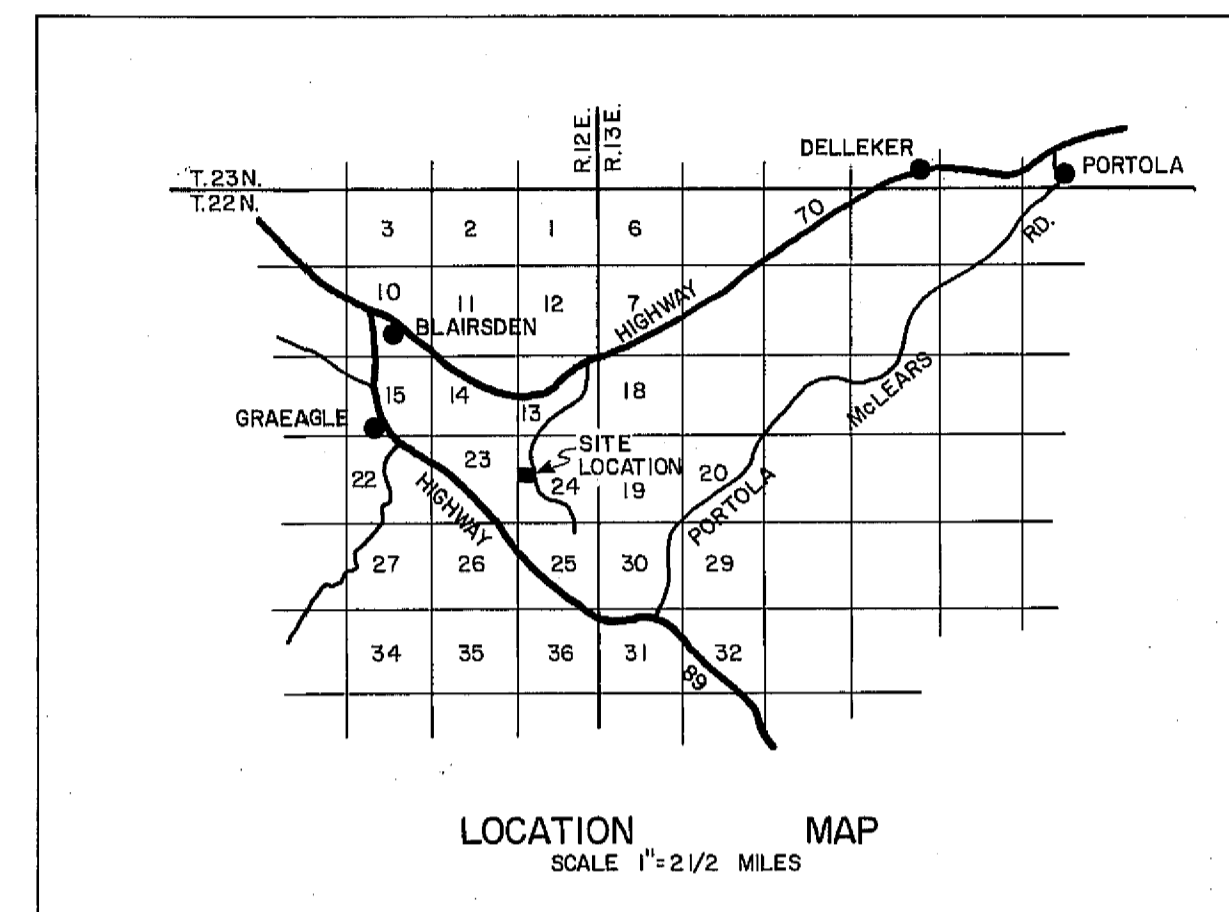 R.12E.
R.13E.
DELLEKER
PORTOLA
T.23N.
T.22N.
3 2 1 6
70
RD.
10 11 12 7
HIGHWAY
BLAIRSDEN
McLEARS
15 14 13 18
GRAEAGLE
SITE
LOCATION
22 23 24 19 20
HIGHWAY
PORTOLA
27 26 25 30 29
34 35 36 31 32
89
LOCATION MAP
SCALE 1"=2 1/2 MILES